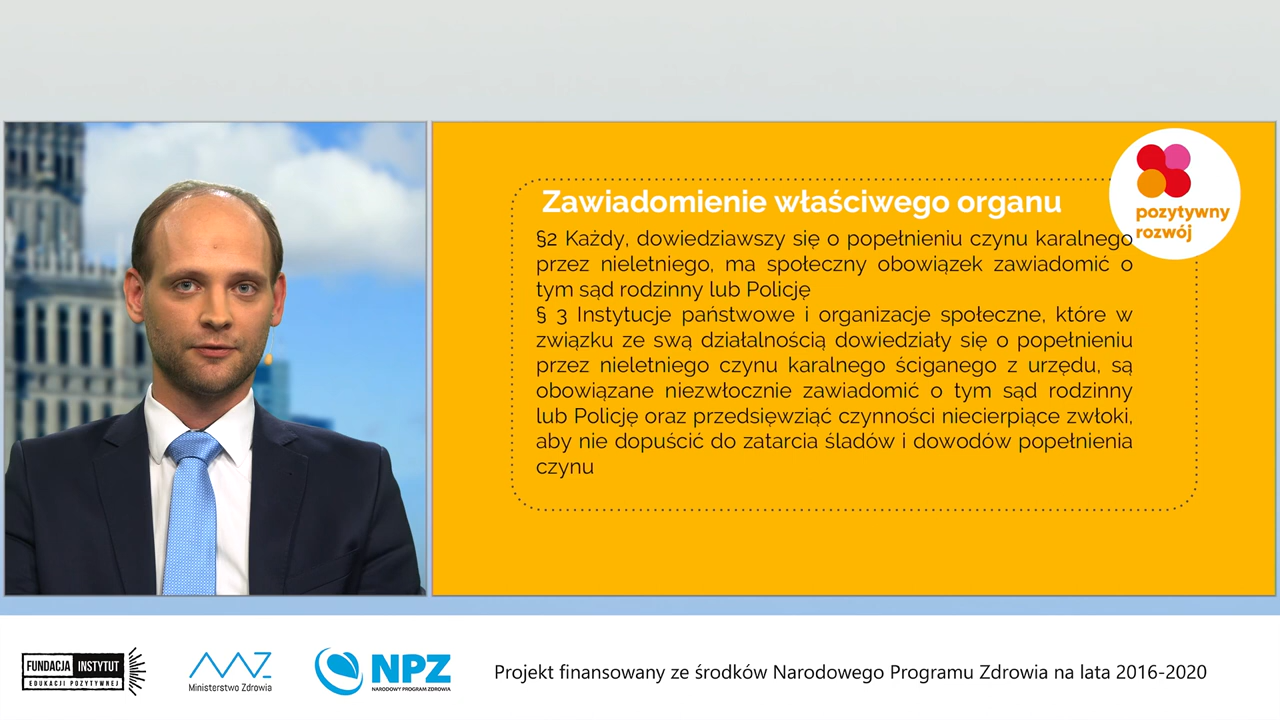 Zawiadomienie właściwego organu
pozytywny
rozwój
§2 Każdy, dowiedziawszy się o popełnieniu czynu karalnego
przez nieletniego, ma społeczny obowiązek zawiadomić o
tym sąd rodzinny lub Policję
§ 3 Instytucje państwowe i organizacje społeczne, które w
związku ze swą działalnością dowiedziały się o popełnieniu
przez nieletniego czynu karalnego ściganego z urzędu, są
obowiązane niezwłocznie zawiadomić o tym sąd rodzinny
lub Policję oraz przedsięwziąć czynności niecierpiące zwłoki,
aby nie dopuścić do zatarcia śladów i dowodów popełnienia
czynu
FUNDACJA INSTYTUT
EDUKACJI POZYTYWNEJ
Ministerstwo Zdrowia
NPZ
NARODOWY PROGRAM ZDROWIA
Projekt finansowany ze środków Narodowego Programu Zdrowia na lata 2016-2020